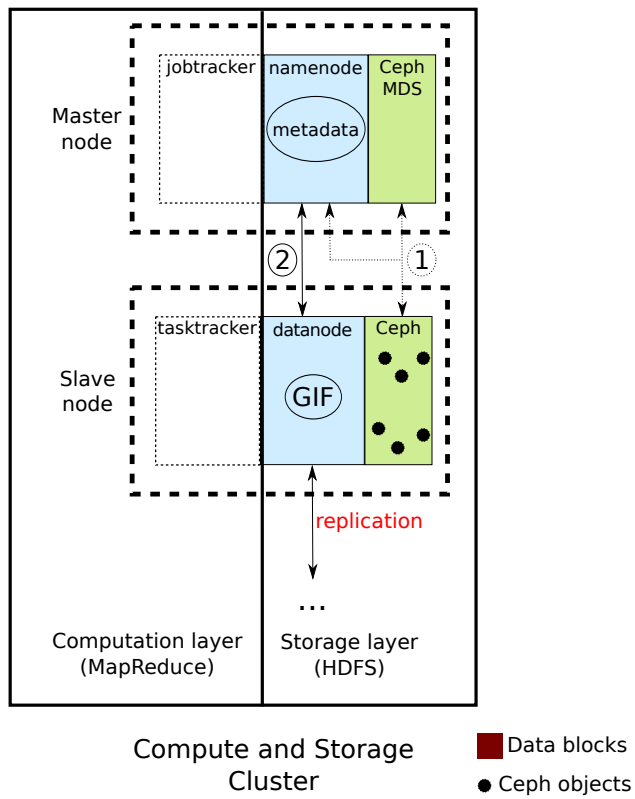 jobtracker
namenode
Ceph
MDS
metadata
Master
node
2
1
tasktracker
datanode
Ceph
GIF
Slave
node
replication
...
Computation layer
(MapReduce)
Storage layer
(HDFS)
Compute and Storage
Cluster
Data blocks
Ceph objects